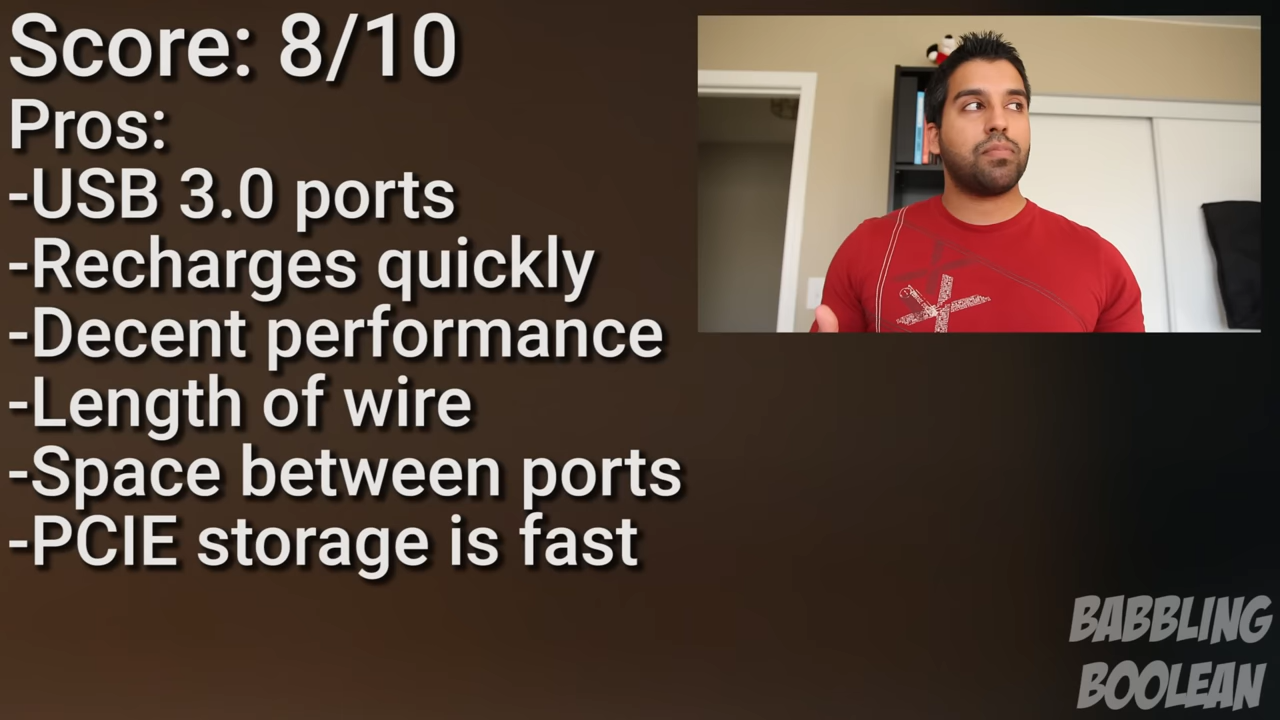 Score: 8/10
Pros:
-USB 3.0 ports
-Recharges quickly
-Decent performance
-Length of wire
-Space between ports
-PCIE storage is fast
BABBLING
BOOLEAN